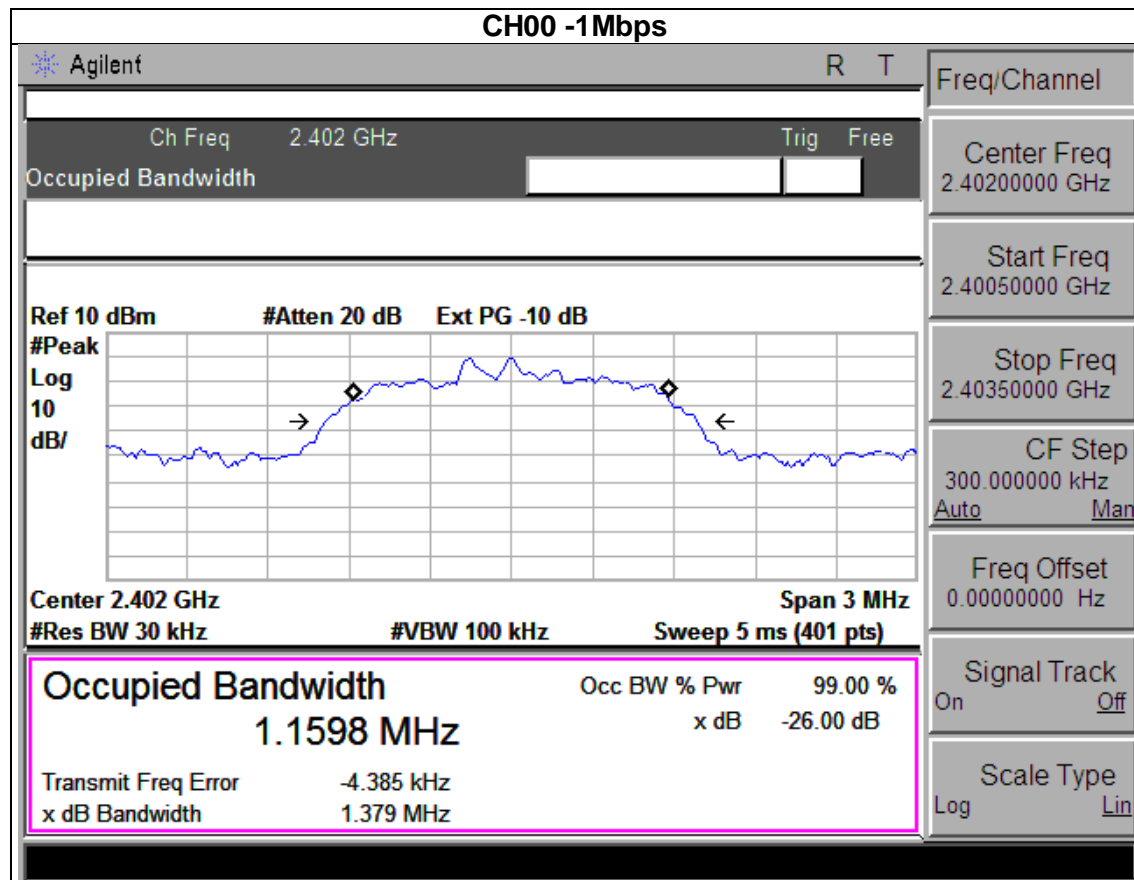 CH00 -1Mbps
Agilent R T
Ch Freq 2.402 GHz Trig Free
Occupied Bandwidth
Ref 10 dBm #Atten 20 dB Ext PG -10 dB
#Peak
Log
10
dB/
Center 2.402 GHz Span 3 MHz
#Res BW 30 kHz #VBW 100 kHz Sweep 5 ms (401 pts)
Occupied Bandwidth Occ BW % Pwr 99.00 %
1.1598 MHz x dB -26.00 dB
Transmit Freq Error -4.385 kHz
x dB Bandwidth 1.379 MHz
Freq/Channel
Center Freq
2.40200000 GHz
Start Freq
2.40050000 GHz
Stop Freq
2.40350000 GHz
CF Step
300.000000 kHz
Auto Man
Freq Offset
0.00000000 Hz
Signal Track
On Off
Scale Type
Log Lin